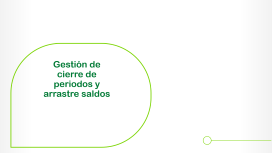 Gestión de
cierre de
periodos y
arrastre saldos